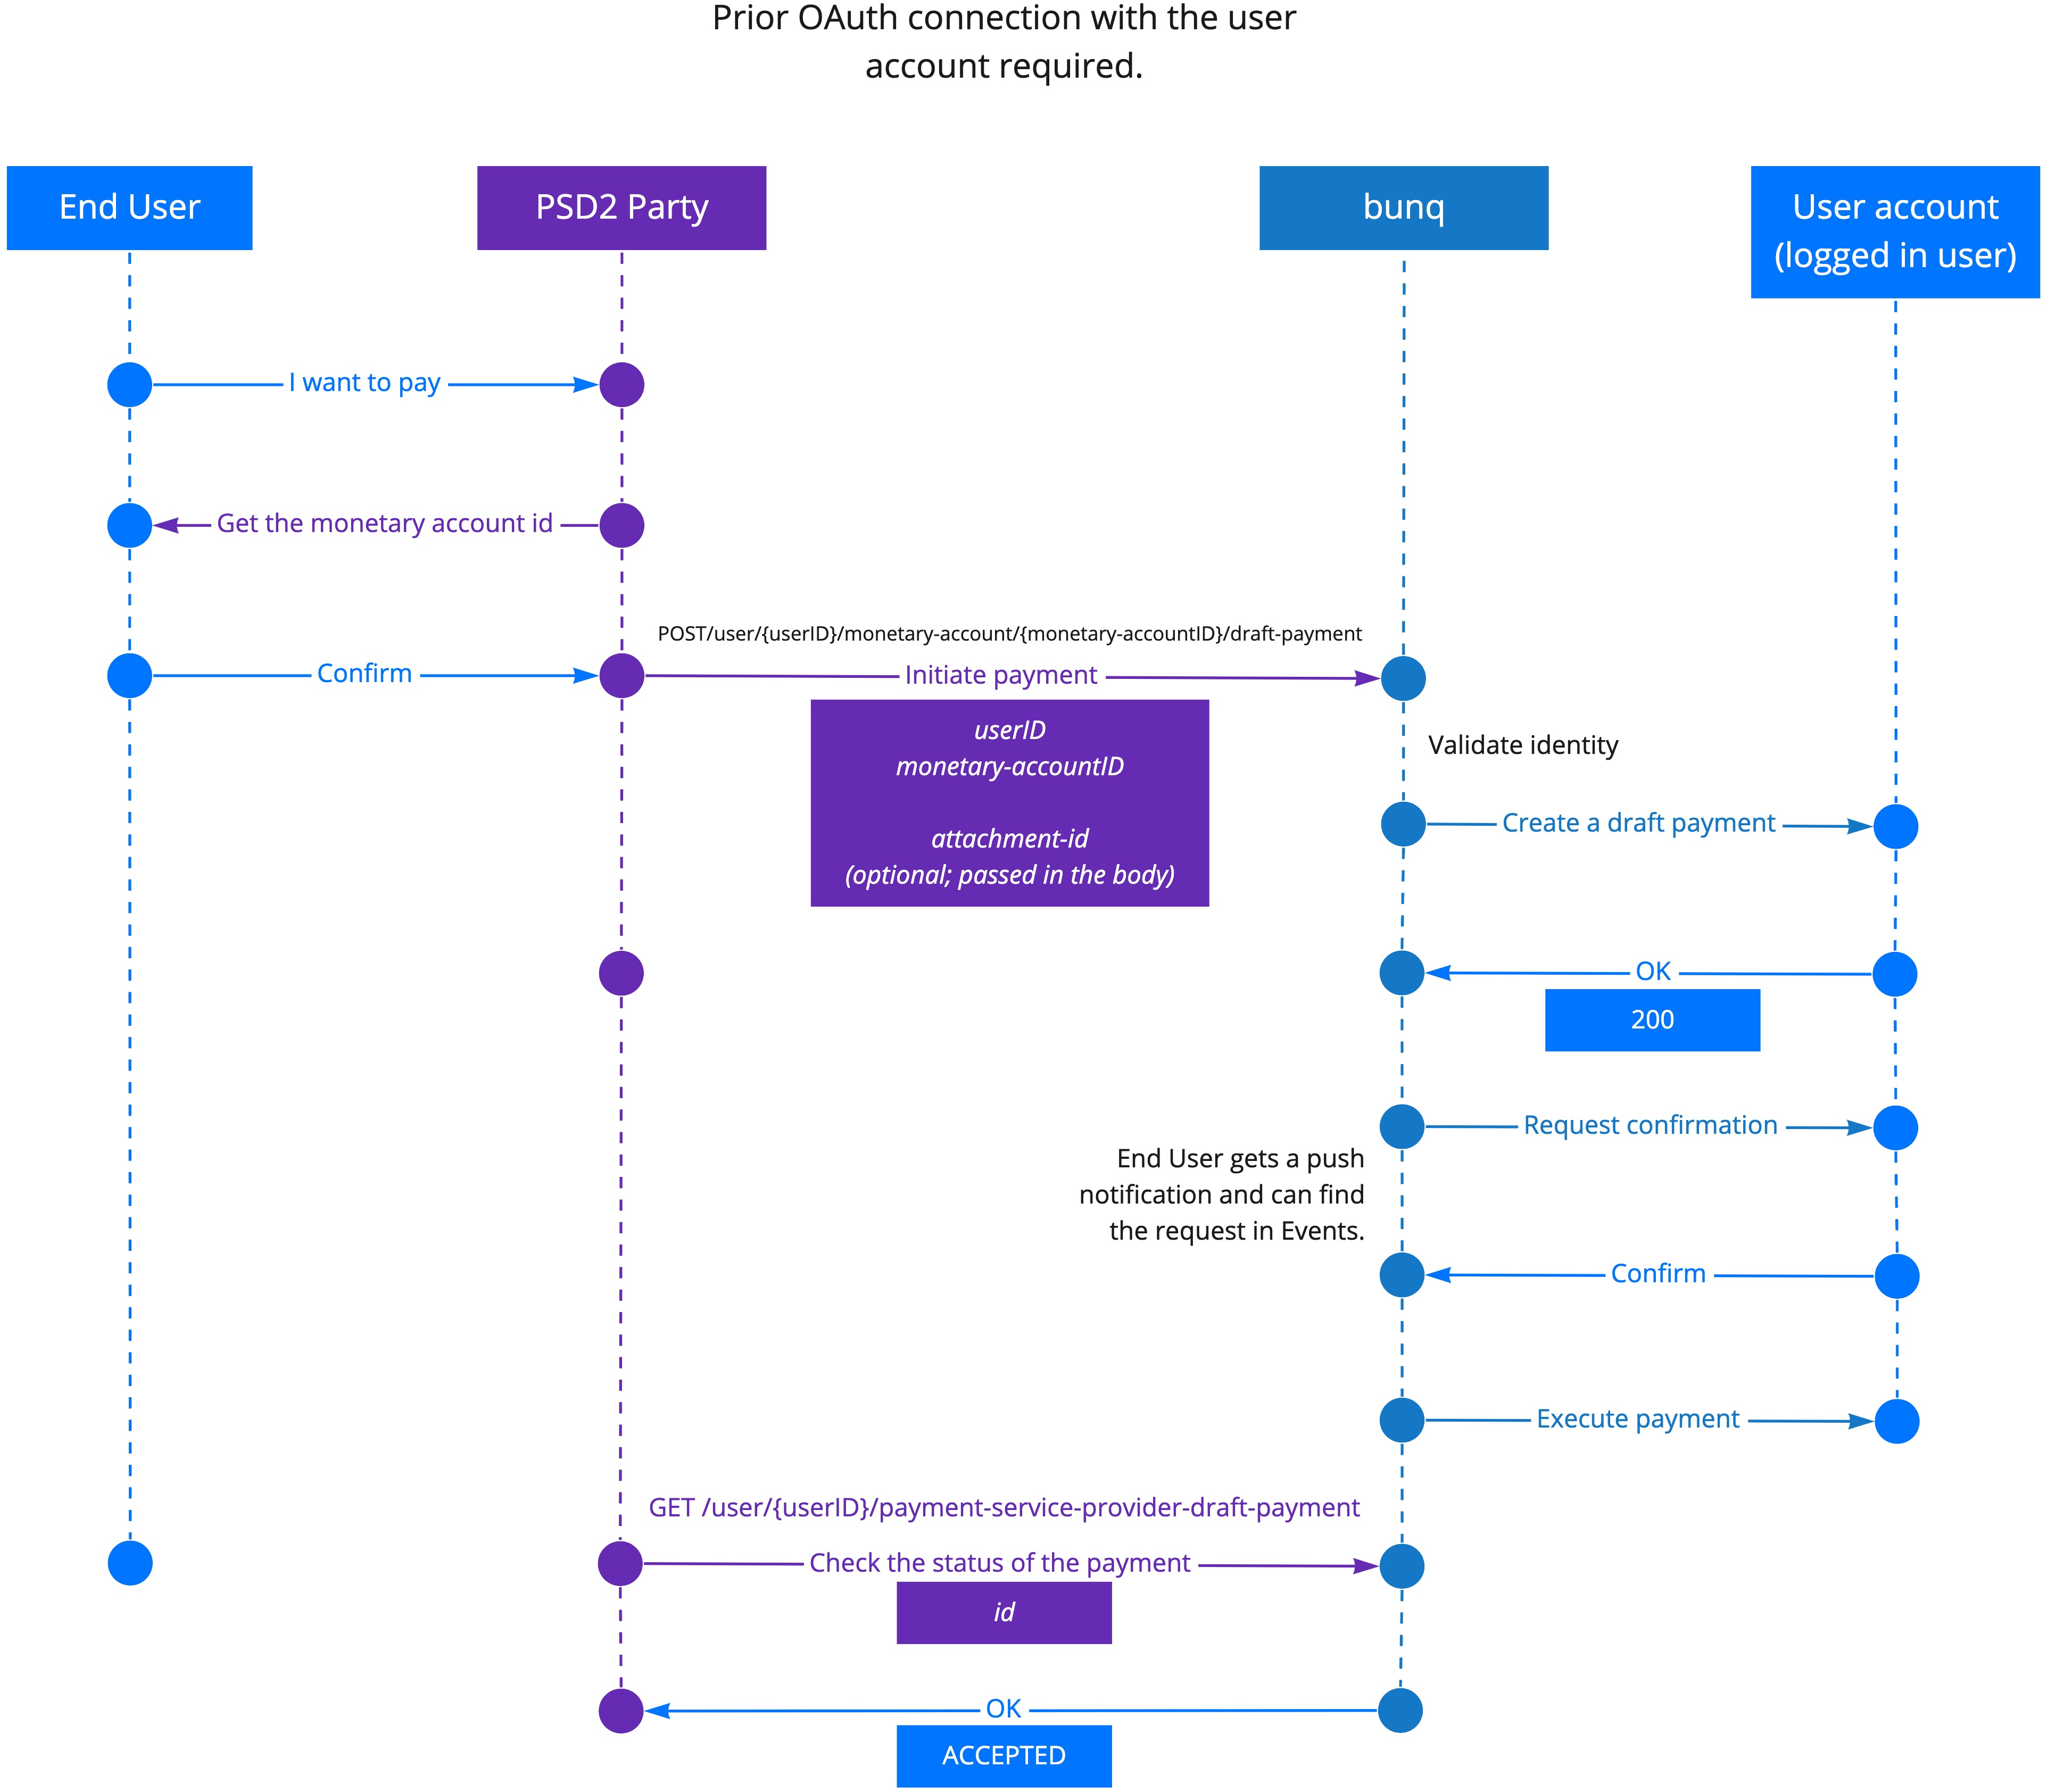 Prior OAuth connection with the user
account required.
End User
PSD2 Party
bunq
User account
(logged in user)
I want to pay
Get the monetary account id
POST/user/{userID}/monetary-account/{monetary-accountID}/draft-payment
Confirm
Initiate payment
userID
monetary-accountID
attachment-id
(optional; passed in the body)
Validate identity
Create a draft payment
OK
200
Request confirmation
End User gets a push
notification and can find
the request in Events.
Confirm
Execute payment
GET /user/{userID}/payment-service-provider-draft-payment
Check the status of the payment
id
OK
ACCEPTED